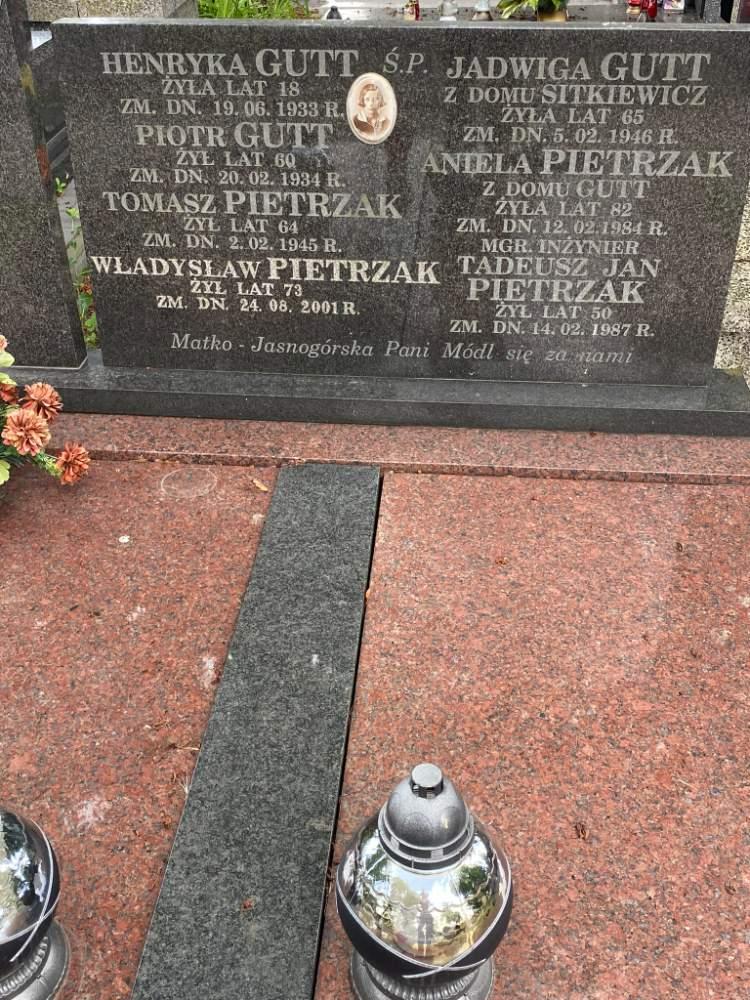 Ś.P.
HENRYKA GUTT
ŻYŁA LAT 18
ZM. DN. 19.06.1933 R.
PIOTR GUTT
ŻYŁ LAT 60
ZM. DN. 20.02.1934 R.
TOMASZ PIETRZAK
ŻYŁ LAT 64
ZM. DN. 2.02.1945 R.
WŁADYSŁAW PIETRZAK
ŻYŁ LAT 73
ZM. DN. 24.08.2001 R.
JADWIGA GUTT
Z DOMU SITKIEWICZ
ŻYŁA LAT 65
ZM. DN. 5.02.1946 R.
ANIELA PIETRZAK
Z DOMU GUTT
ŻYŁA LAT 82
ZM. DN. 12.02.1984 R.
MGR. INŻYNIER
TADEUSZ JAN
PIETRZAK
ŻYŁ LAT 50
ZM. DN. 14.02.1987 R.
Matko - Jasnogórska Pani Módl się za nami